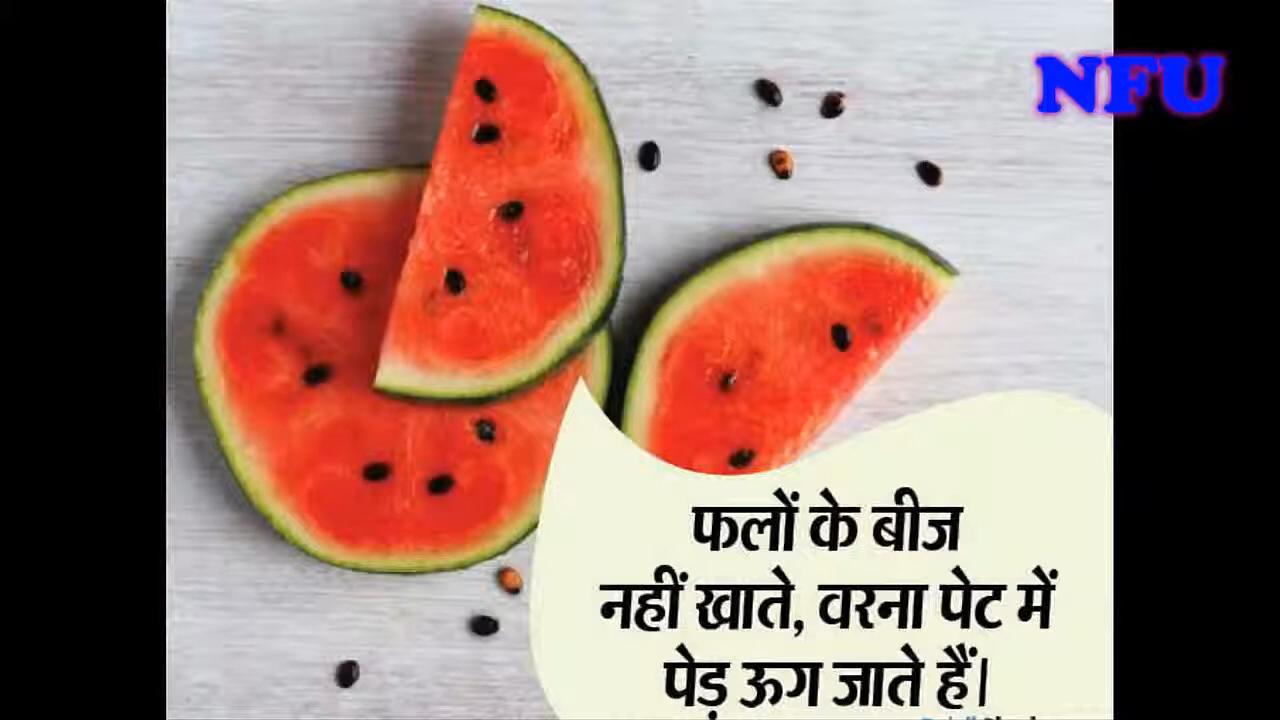 NFU
फलों के बीज
नहीं खाते, वरना पेट में
पेड़ ऊग जाते हैं।